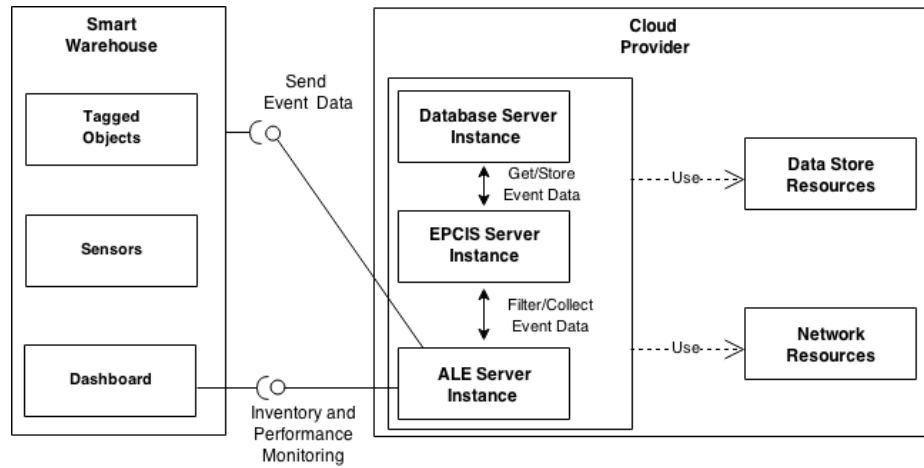 Smart
Warehouse
Tagged
Objects
Sensors
Dashboard
Send
Event Data
Inventory and
Performance
Monitoring
Cloud
Provider
Database Server
Instance
Get/Store
Event Data
EPCIS Server
Instance
Filter/Collect
Event Data
ALE Server
Instance
Use
Data Store
Resources
Use
Network
Resources